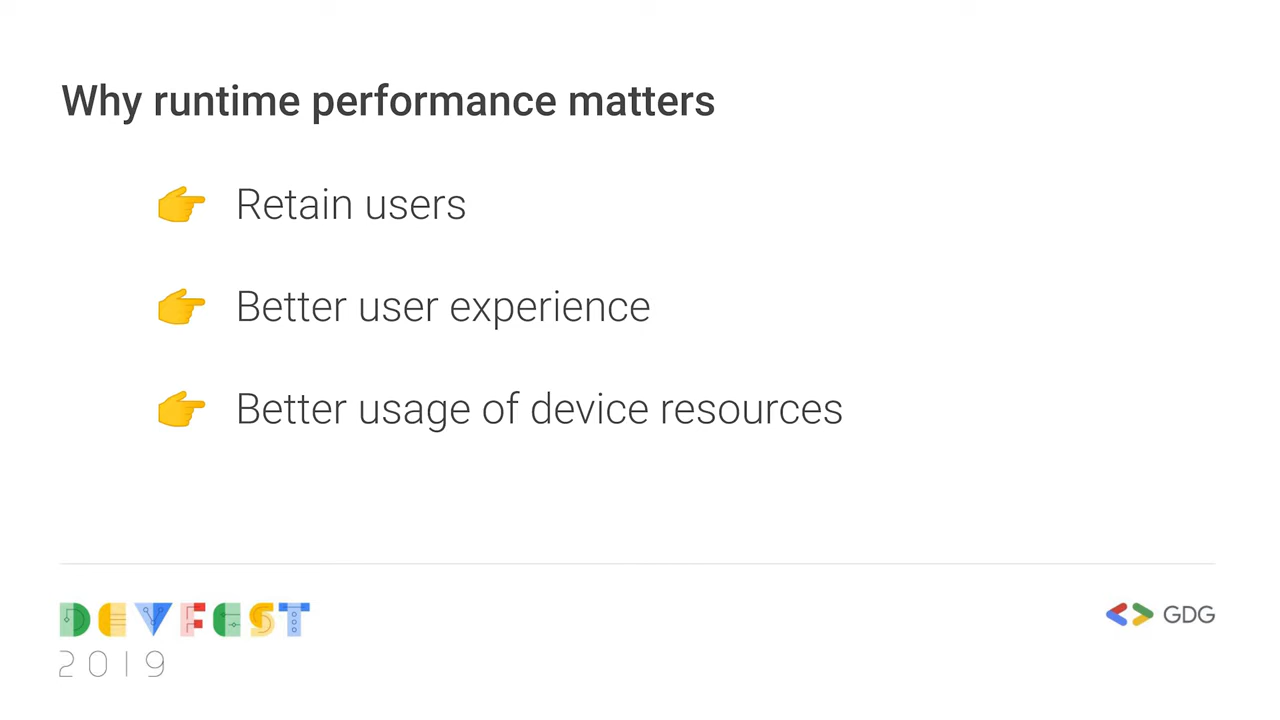 Why runtime performance matters
👉 Retain users
👉 Better user experience
👉 Better usage of device resources
DEVFEST
2019
GDG